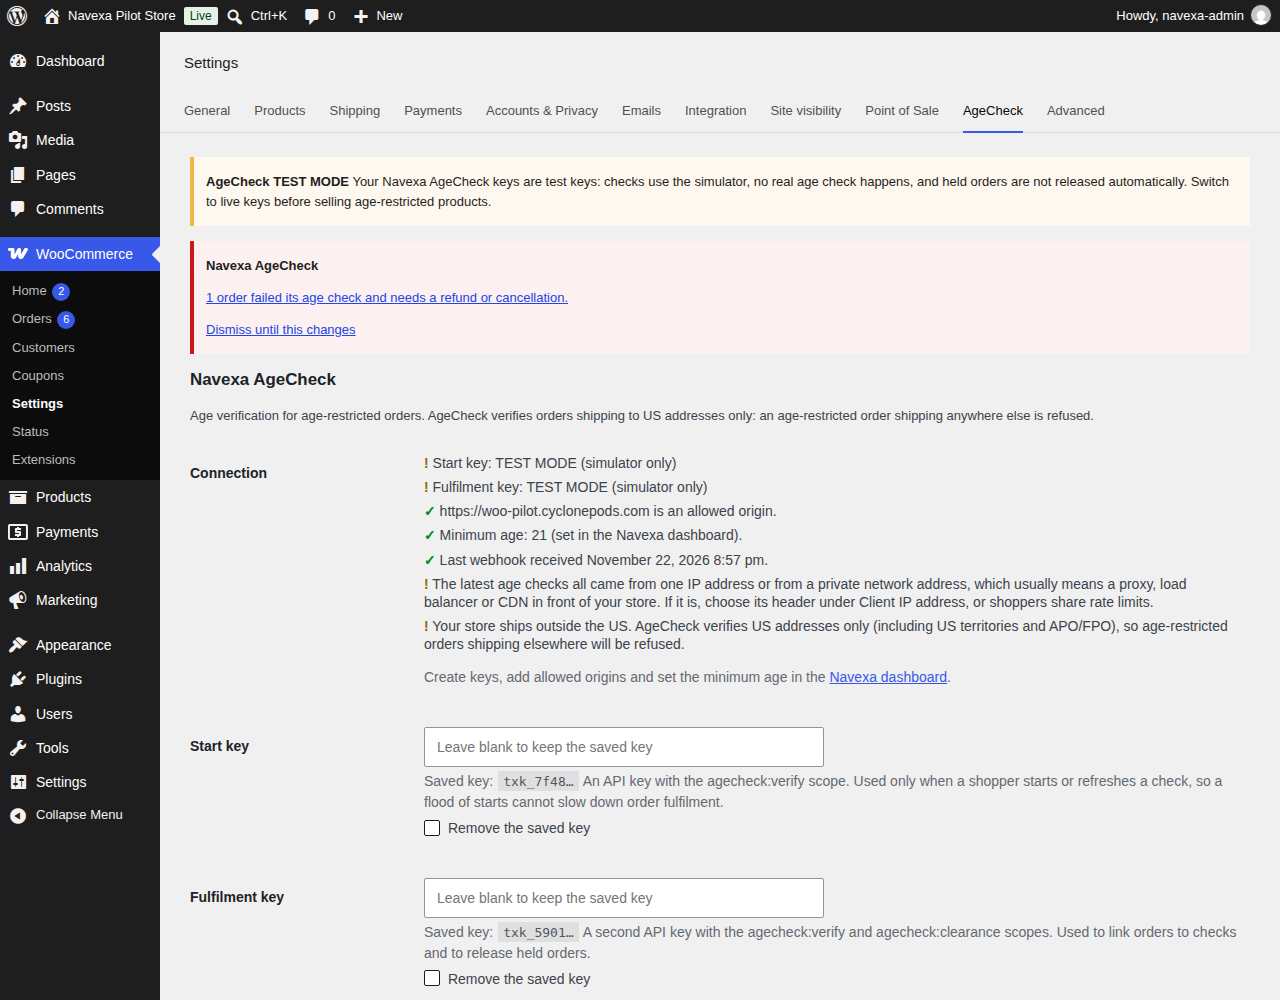 Navexa Pilot Store
Live
Ctrl+K
0
New
Howdy, navexa-admin
Dashboard
Posts
Media
Pages
Comments
WooCommerce
Home 2
Orders 6
Customers
Coupons
Settings
Status
Extensions
Products
Payments
Analytics
Marketing
Appearance
Plugins
Users
Tools
Settings
Collapse Menu
Settings
General Products Shipping Payments Accounts & Privacy Emails Integration Site visibility Point of Sale AgeCheck Advanced
AgeCheck TEST MODE Your Navexa AgeCheck keys are test keys: checks use the simulator, no real age check happens, and held orders are not released automatically. Switch
to live keys before selling age-restricted products.
Navexa AgeCheck
1 order failed its age check and needs a refund or cancellation.
Dismiss until this changes
Navexa AgeCheck
Age verification for age-restricted orders. AgeCheck verifies orders shipping to US addresses only: an age-restricted order shipping anywhere else is refused.
Connection
! Start key: TEST MODE (simulator only)
! Fulfilment key: TEST MODE (simulator only)
✓ https://woo-pilot.cyclonepods.com is an allowed origin.
✓ Minimum age: 21 (set in the Navexa dashboard).
✓ Last webhook received November 22, 2026 8:57 pm.
! The latest age checks all came from one IP address or from a private network address, which usually means a proxy, load
balancer or CDN in front of your store. If it is, choose its header under Client IP address, or shoppers share rate limits.
! Your store ships outside the US. AgeCheck verifies US addresses only (including US territories and APO/FPO), so age-restricted
orders shipping elsewhere will be refused.
Create keys, add allowed origins and set the minimum age in the Navexa dashboard.
Start key
Leave blank to keep the saved key
Saved key: txk_7f48… An API key with the agecheck:verify scope. Used only when a shopper starts or refreshes a check, so a
flood of starts cannot slow down order fulfilment.
Remove the saved key
Fulfilment key
Leave blank to keep the saved key
Saved key: txk_5901… A second API key with the agecheck:verify and agecheck:clearance scopes. Used to link orders to checks
and to release held orders.
Remove the saved key